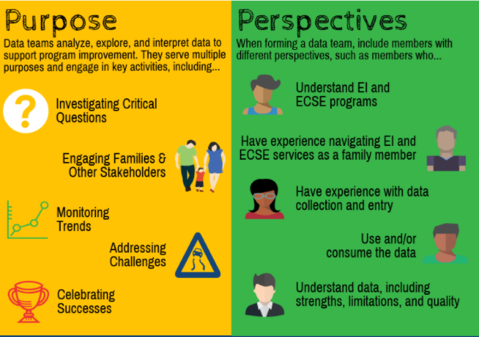 Purpose
Data teams analyze, explore, and interpret data to
support program improvement. They serve multiple
purposes and engage in key activities, including...
?
Investigating Critical
Questions
Engaging Families &
Other Stakeholders
Monitoring
Trends
Addressing
Challenges
Celebrating
Successes
Perspectives
When forming a data team, include members with
different perspectives, such as members who...
Understand EI and
ECSE programs
Have experience navigating EI and
ECSE services as a family member
Have experience with data
collection and entry
Use and/or
consume the data
Understand data, including
strengths, limitations, and quality